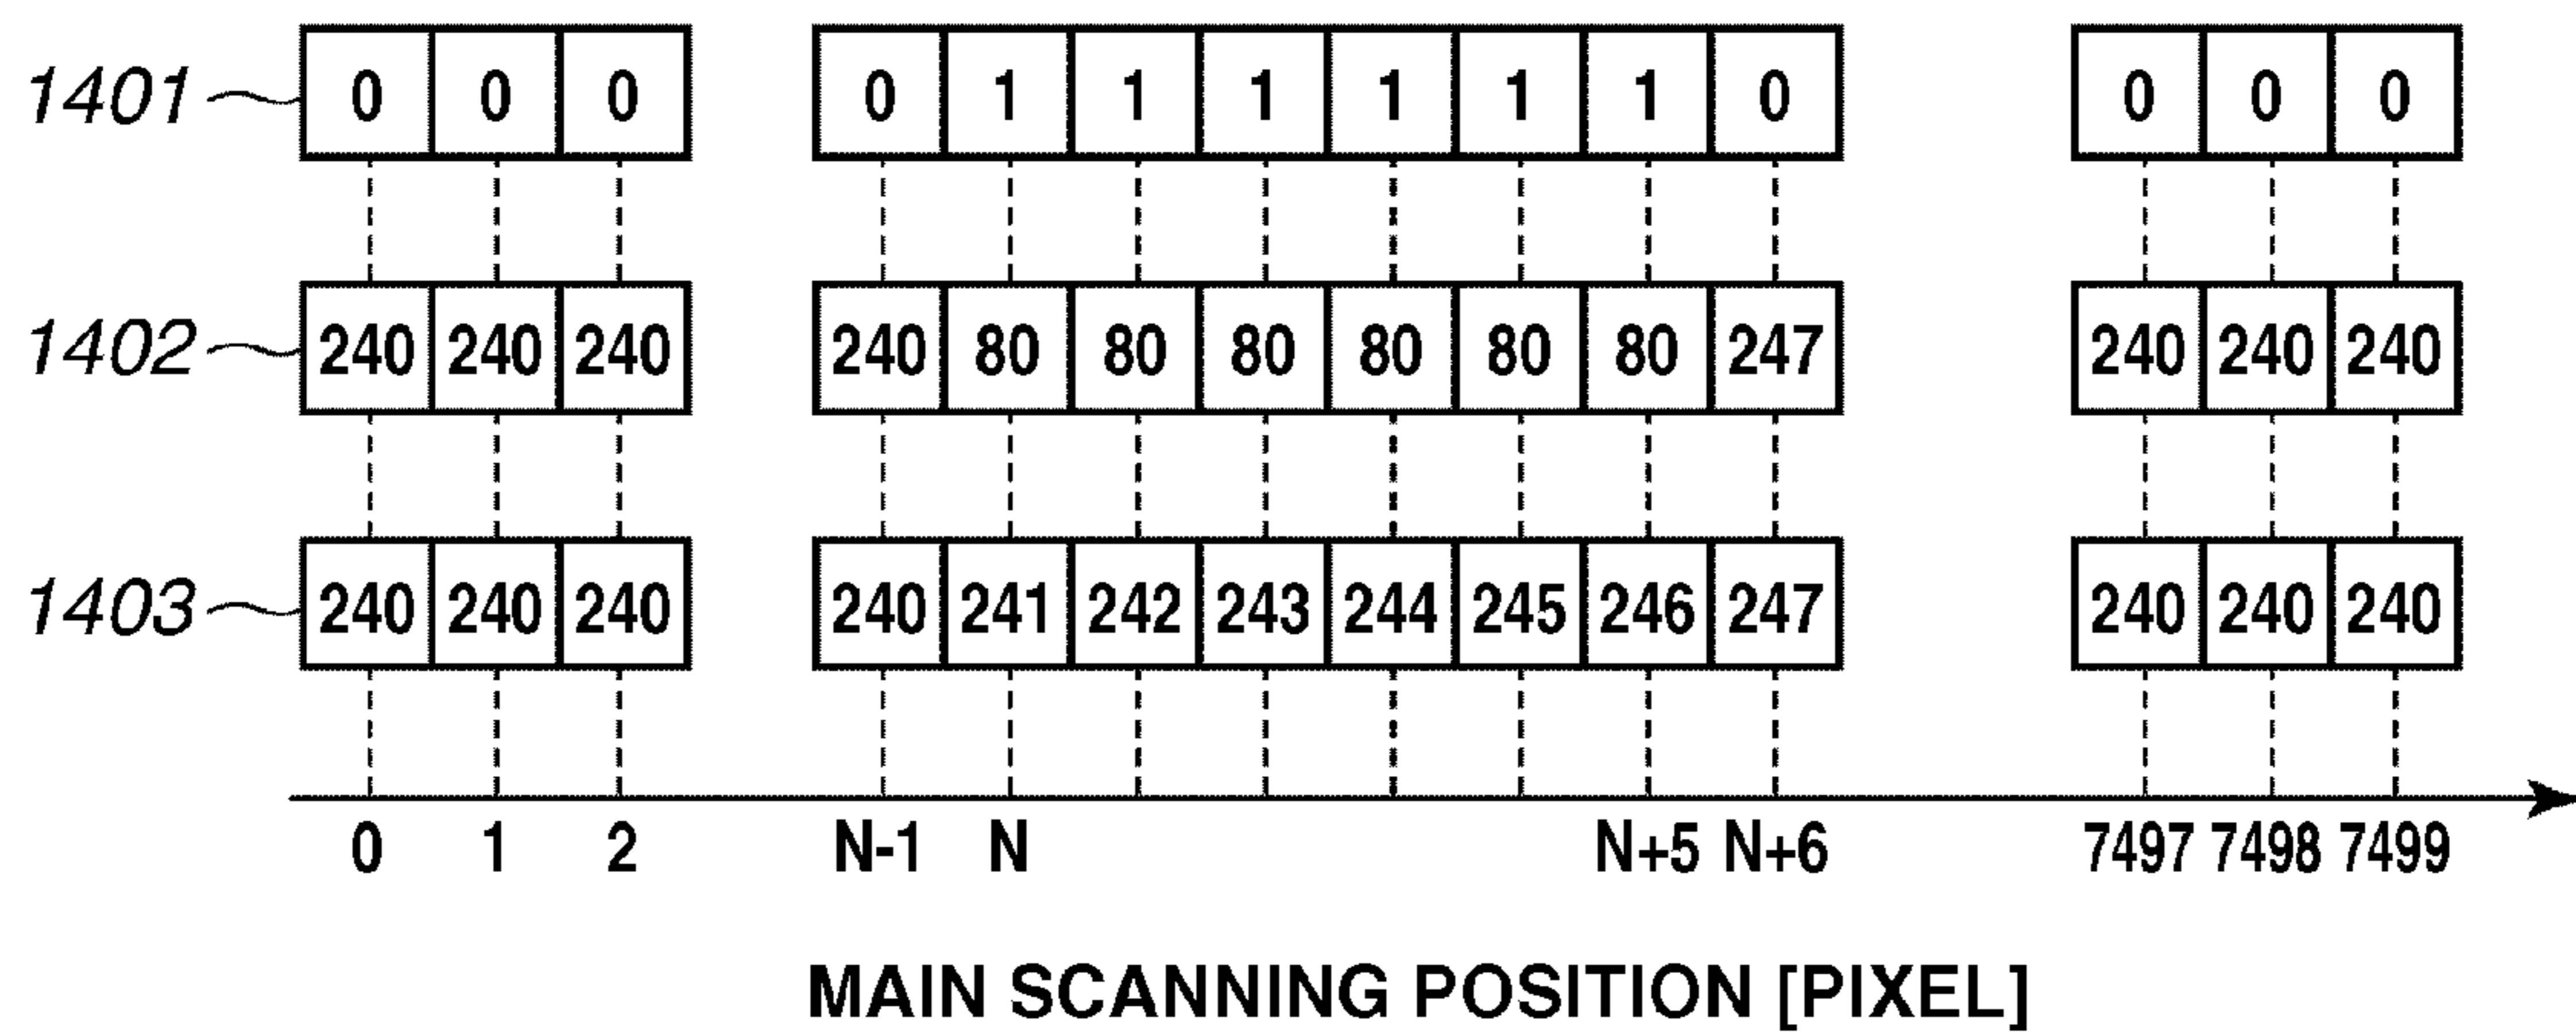 1401 0 0 0 0 1 1 1 1 1 1 0 0 0 0
1402 240 240 240 240 80 80 80 80 80 80 247 240 240 240
1403 240 240 240 240 241 242 243 244 245 246 247 240 240 240
0 1 2 N-1 N N+5 N+6 7497 7498 7499
MAIN SCANNING POSITION [PIXEL]